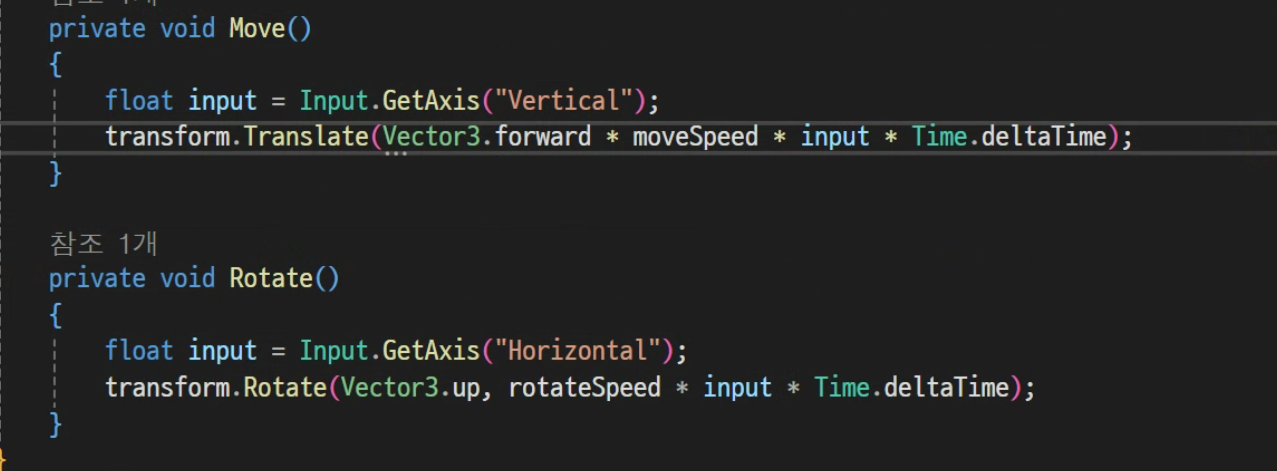 private void Move()
{
float input = Input.GetAxis("Vertical");
transform.Translate(Vector3.forward * moveSpeed * input * Time.deltaTime);
}
참조 1개
private void Rotate()
{
float input = Input.GetAxis("Horizontal");
transform.Rotate(Vector3.up, rotateSpeed * input * Time.deltaTime);
}
}